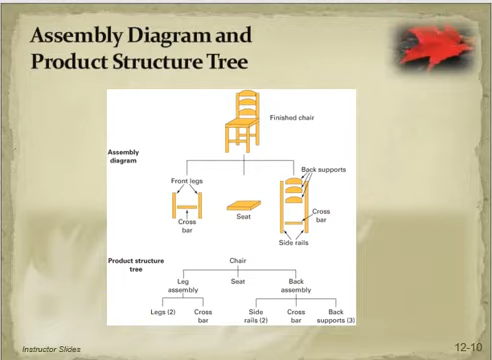 Assembly Diagram and
Product Structure Tree
Finished chair
Assembly
diagram
Back supports
Front legs
Cross
bar
Seat
Cross
bar
Side rails
Product structure
tree
Chair
Leg
assembly
Seat
Back
assembly
Legs (2)
Cross
bar
Side
rails (2)
Cross
bar
Back
supports (3)
Instructor Slides
12-10